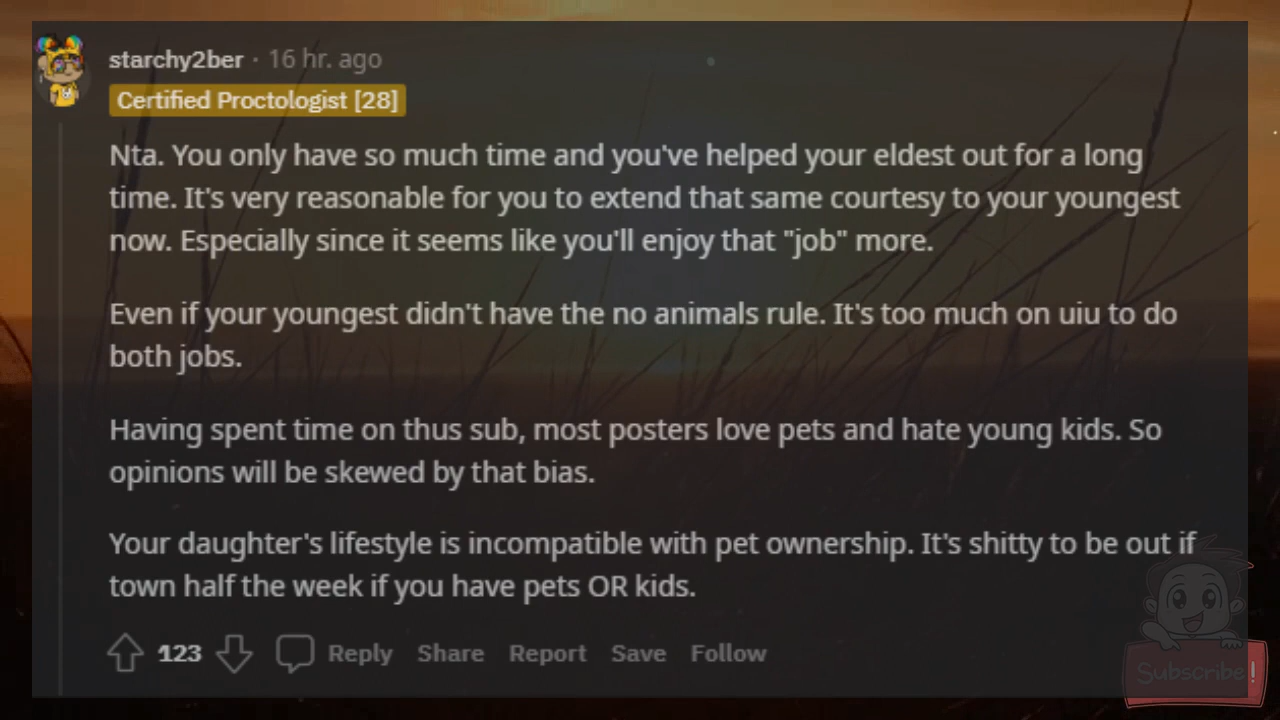 starchy2ber · 16 hr. ago
Certified Proctologist [28]
Nta. You only have so much time and you've helped your eldest out for a long
time. It's very reasonable for you to extend that same courtesy to your youngest
now. Especially since it seems like you'll enjoy that "job" more.
Even if your youngest didn't have the no animals rule. It's too much on uiu to do
both jobs.
Having spent time on thus sub, most posters love pets and hate young kids. So
opinions will be skewed by that bias.
Your daughter's lifestyle is incompatible with pet ownership. It's shitty to be out if
town half the week if you have pets OR kids.
123 Reply Share Report Save Follow
Subscribe!